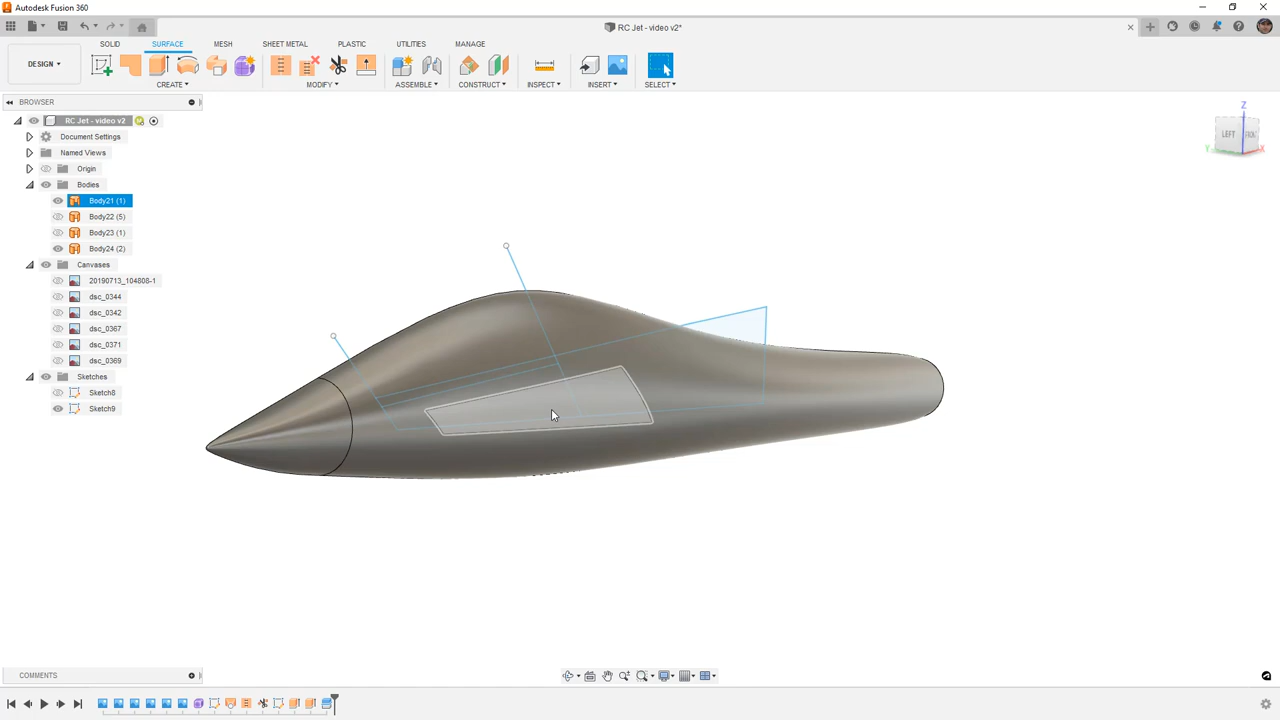 Autodesk Fusion 360
RC Jet - video v2*
SOLID SURFACE MESH SHEET METAL PLASTIC UTILITIES MANAGE
DESIGN
CREATE MODIFY ASSEMBLE CONSTRUCT INSPECT INSERT SELECT
BROWSER
RC Jet - video v2
Document Settings
Named Views
Origin
Bodies
Body21 (1)
Body22 (5)
Body23 (1)
Body24 (2)
Canvases
20190713_104808-1
dsc_0344
dsc_0342
dsc_0367
dsc_0371
dsc_0369
Sketches
Sketch8
Sketch9
Z
LEFT
Y X
COMMENTS